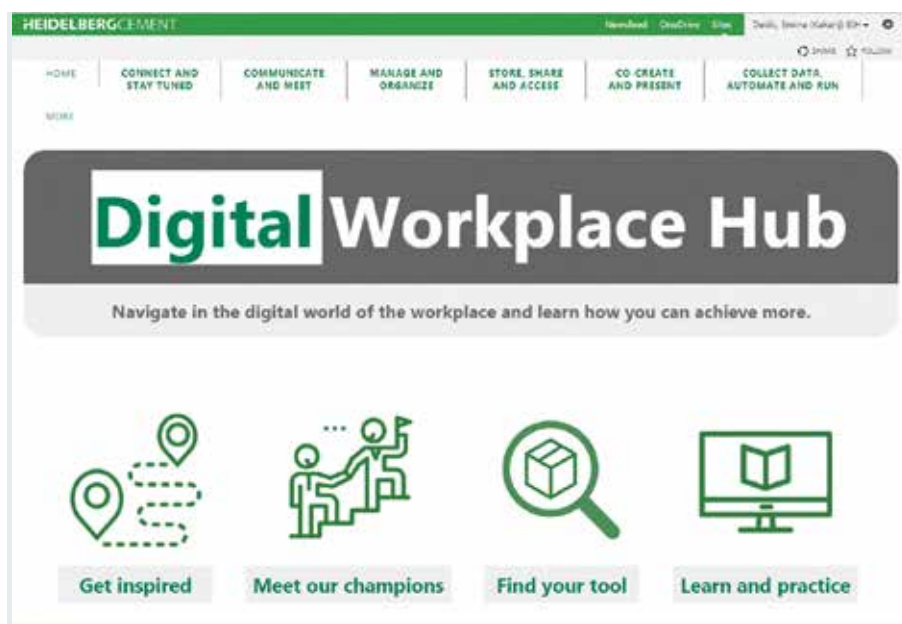 HEIDELBERGCEMENT
Newsfeed OneDrive Sites
SHARE FOLLOW
HOME
CONNECT AND
STAY TUNED
COMMUNICATE
AND MEET
MANAGE AND
ORGANIZE
STORE, SHARE
AND ACCESS
CO-CREATE
AND PRESENT
COLLECT DATA,
AUTOMATE AND RUN
MORE
Digital Workplace Hub
Navigate in the digital world of the workplace and learn how you can achieve more.
Get inspired
Meet our champions
Find your tool
Learn and practice